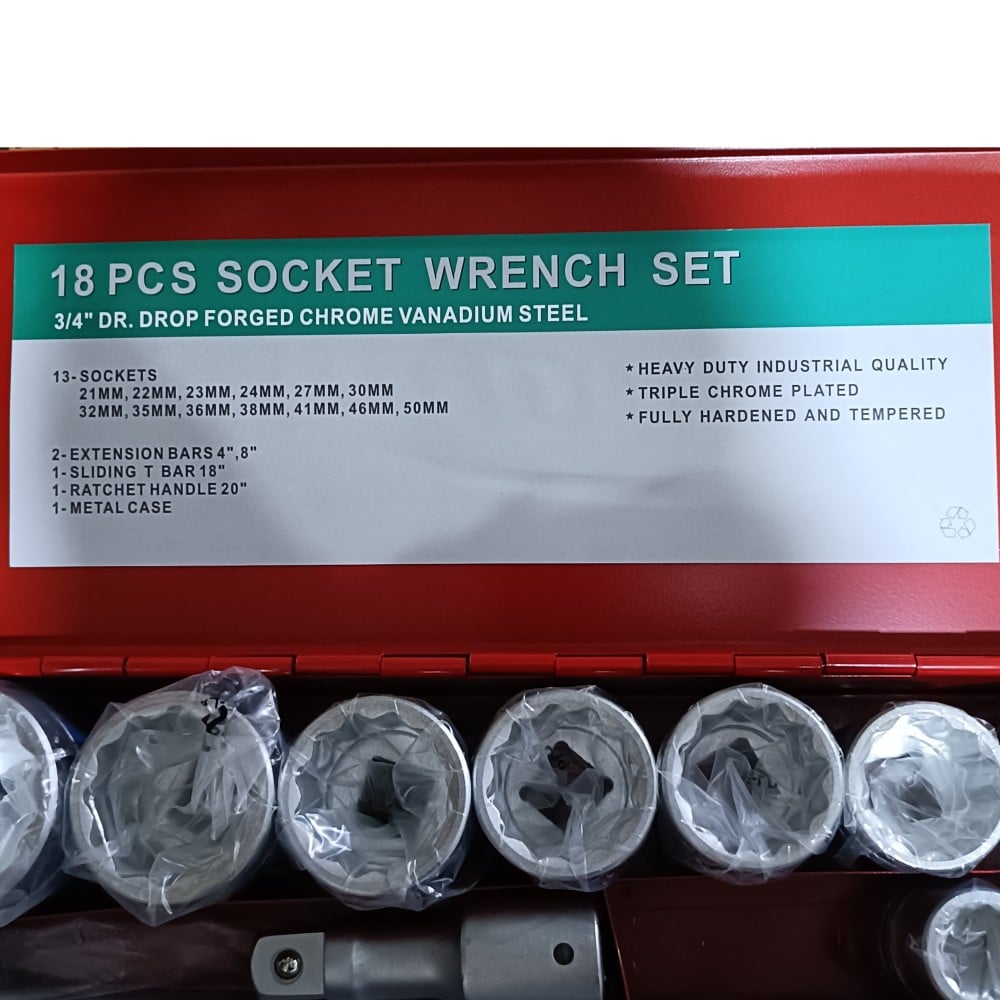 18 PCS SOCKET WRENCH SET
3/4" DR. DROP FORGED CHROME VANADIUM STEEL
13-SOCKETS
21MM, 22MM, 23MM, 24MM, 27MM, 30MM
32MM, 35MM, 36MM, 38MM, 41MM, 46MM, 50MM
2-EXTENSION BARS 4",8"
1-SLIDING T BAR 18"
1-RATCHET HANDLE 20"
1-METAL CASE
*HEAVY DUTY INDUSTRIAL QUALITY
*TRIPLE CHROME PLATED
*FULLY HARDENED AND TEMPERED